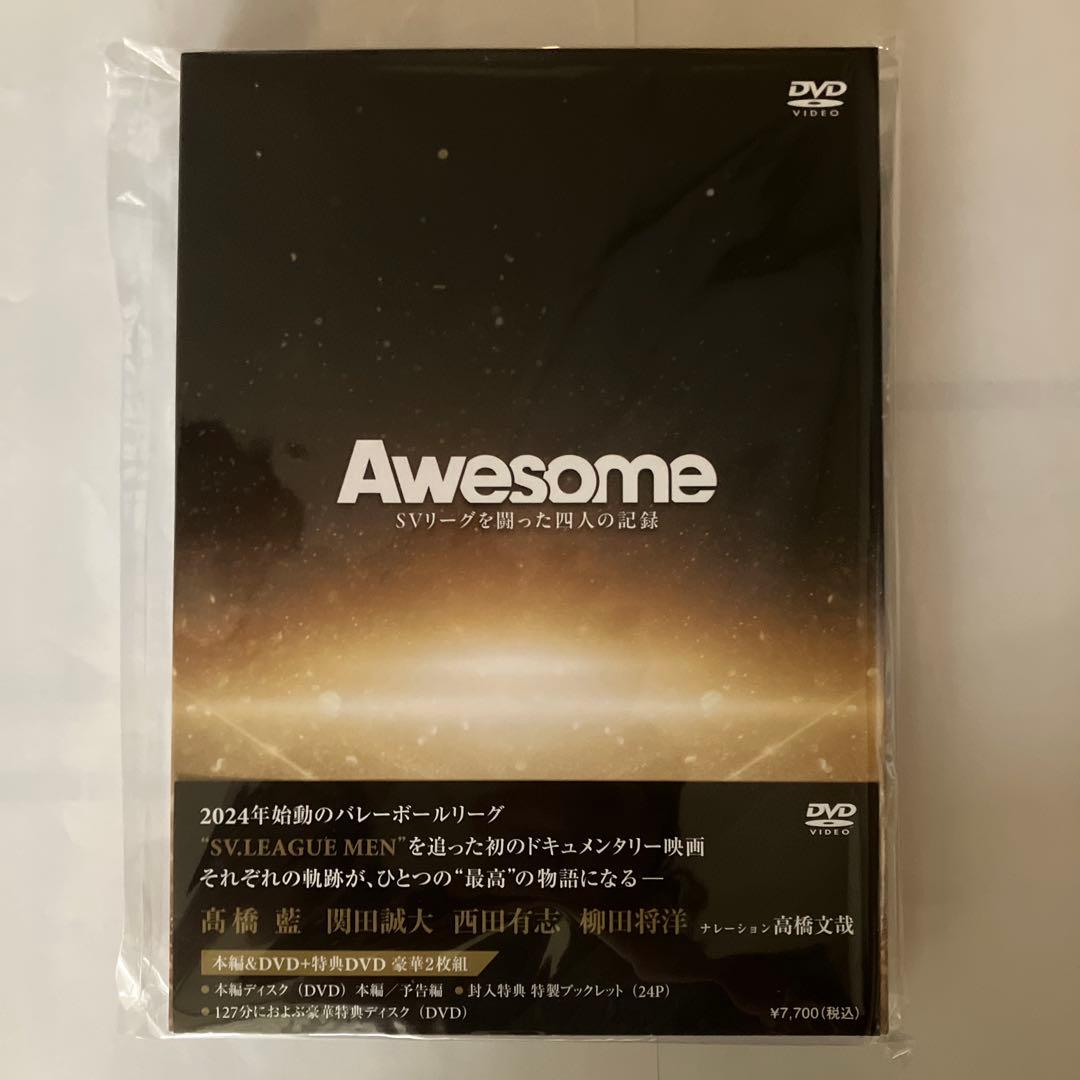 DVD
VIDEO
Awesome
SVリーグを闘った四人の記録
2024年始動のバレーボールリーグ
DVD
VIDEO
“SV.LEAGUE MEN”を追った初のドキュメンタリー映画
それぞれの軌跡が、ひとつの“最高”の物語になる―
髙橋 藍 関田誠大 西田有志 柳田将洋 ナレーション 高橋文哉
本編&DVD+特典DVD 豪華2枚組
●本編ディスク（DVD）本編／予告編 ●封入特典 特製ブックレット（24P）
●127分におよぶ豪華特典ディスク（DVD）
¥7,700（税込）